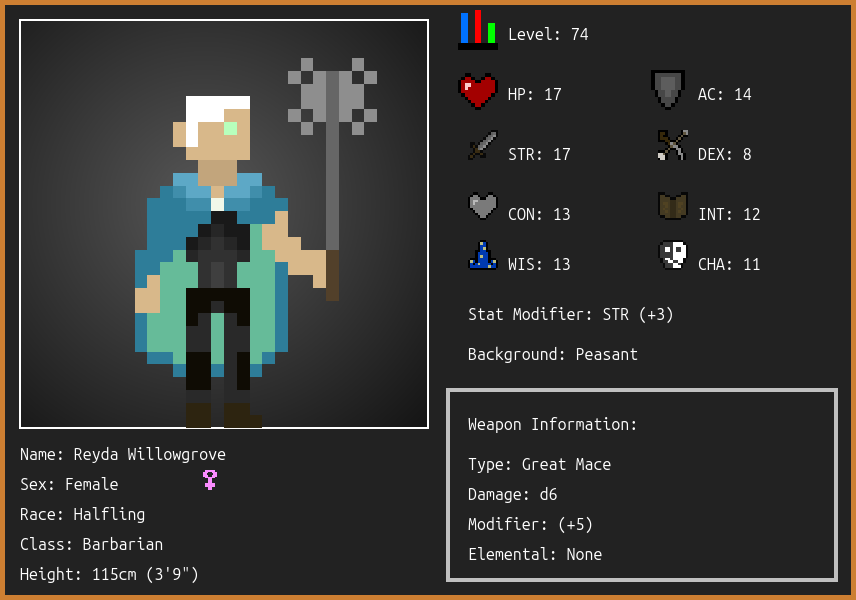 Level: 74
HP: 17
AC: 14
STR: 17
DEX: 8
CON: 13
INT: 12
WIS: 13
CHA: 11
Stat Modifier: STR (+3)
Background: Peasant
Weapon Information:
Type: Great Mace
Damage: d6
Modifier: (+5)
Elemental: None
Name: Reyda Willowgrove
Sex: Female
Race: Halfling
Class: Barbarian
Height: 115cm (3'9")